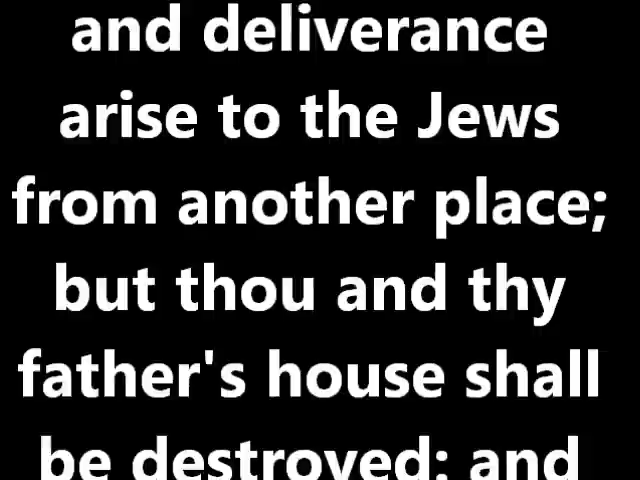 and deliverance
arise to the Jews
from another place;
but thou and thy
father's house shall
be destroyed: and